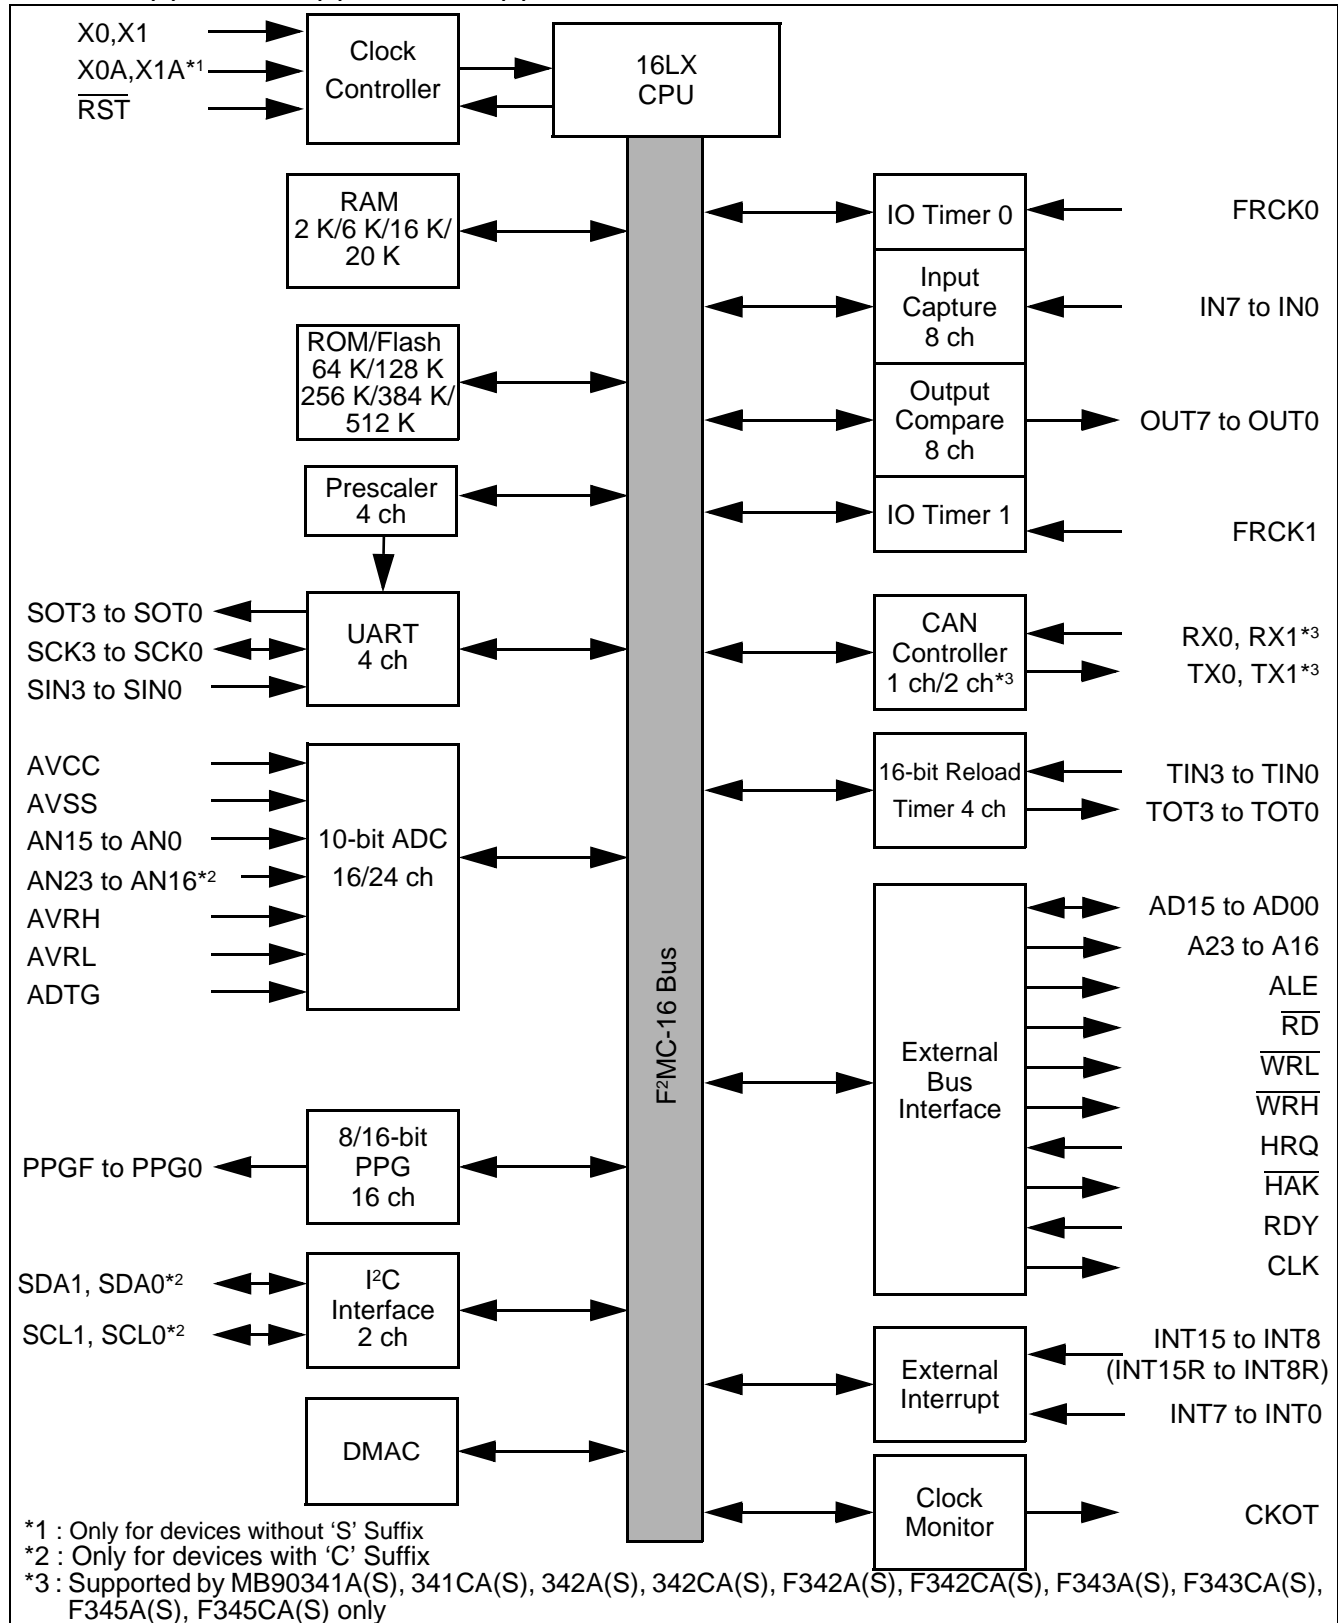 X0,X1
X0A,X1A*1
RST
Clock
Controller
16LX
CPU
RAM
2 K/6 K/16 K/
20 K
ROM/Flash
64 K/128 K
256 K/384 K/
512 K
Prescaler
4 ch
SOT3 to SOT0
SCK3 to SCK0
SIN3 to SIN0
UART
4 ch
AVCC
AVSS
AN15 to AN0
AN23 to AN16*2
AVRH
AVRL
ADTG
10-bit ADC
16/24 ch
PPGF to PPG0
8/16-bit
PPG
16 ch
SDA1, SDA0*2
SCL1, SCL0*2
I²C
Interface
2 ch
DMAC
F²MC-16 Bus
IO Timer 0
FRCK0
Input
Capture
8 ch
IN7 to IN0
Output
Compare
8 ch
OUT7 to OUT0
IO Timer 1
FRCK1
CAN
Controller
1 ch/2 ch*3
RX0, RX1*3
TX0, TX1*3
16-bit Reload
Timer 4 ch
TIN3 to TIN0
TOT3 to TOT0
External
Bus
Interface
AD15 to AD00
A23 to A16
ALE
RD
WRL
WRH
HRQ
HAK
RDY
CLK
External
Interrupt
INT15 to INT8
(INT15R to INT8R)
INT7 to INT0
Clock
Monitor
CKOT
*1 : Only for devices without ‘S’ Suffix
*2 : Only for devices with ‘C’ Suffix
*3 : Supported by MB90341A(S), 341CA(S), 342A(S), 342CA(S), F342A(S), F342CA(S), F343A(S), F343CA(S),
F345A(S), F345CA(S) only